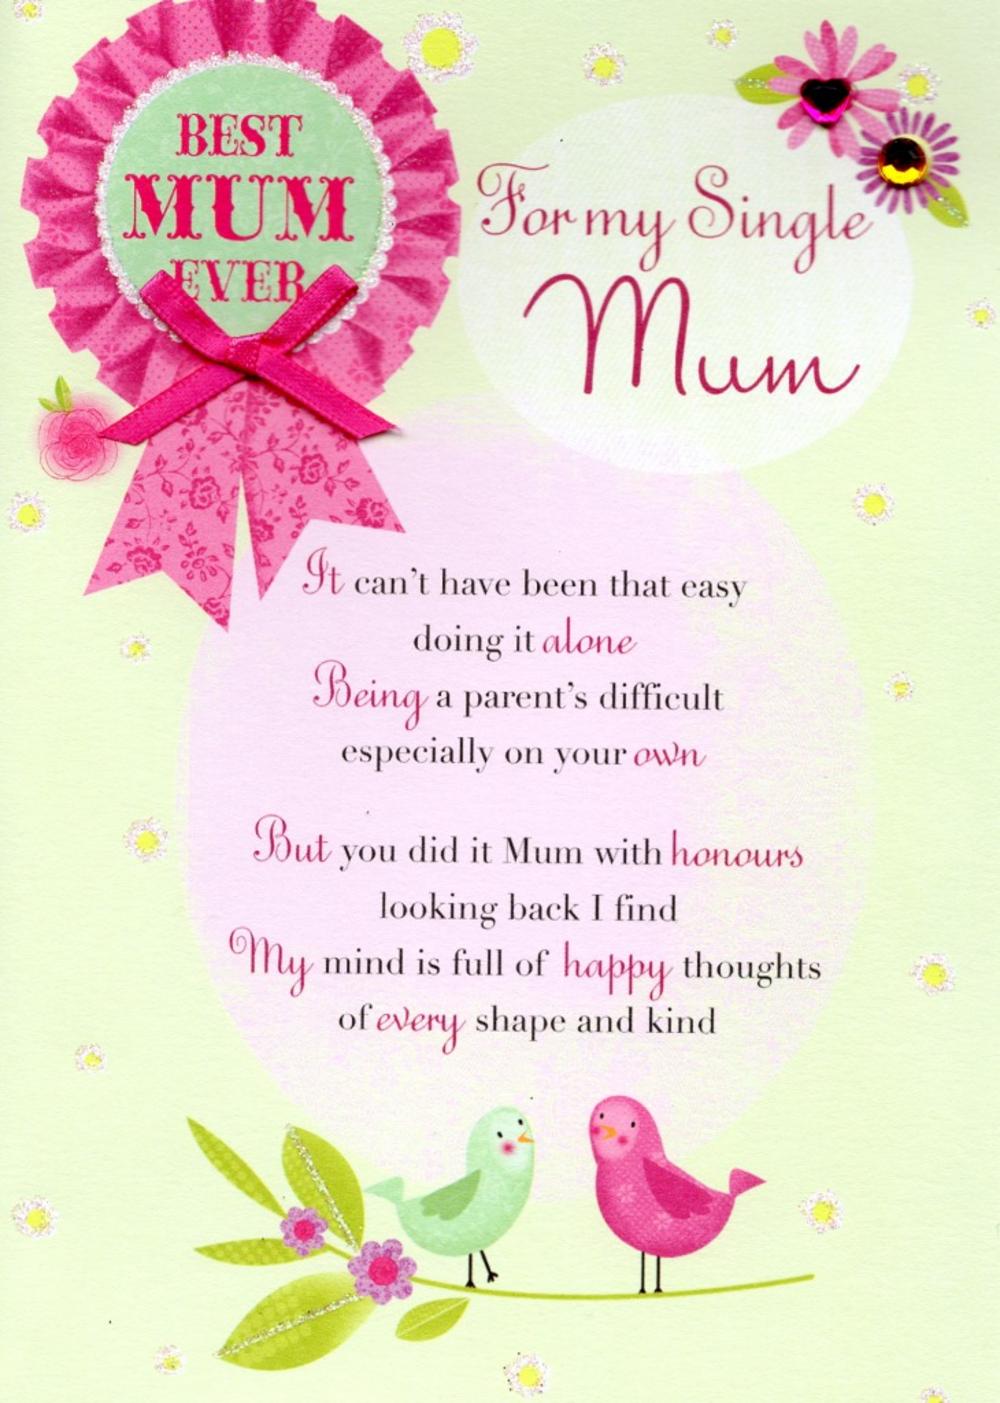 BEST
MUM
EVER
For my Single
Mum
It can't have been that easy
doing it alone
Being a parent's difficult
especially on your own
But you did it Mum with honours
looking back I find
My mind is full of happy thoughts
of every shape and kind